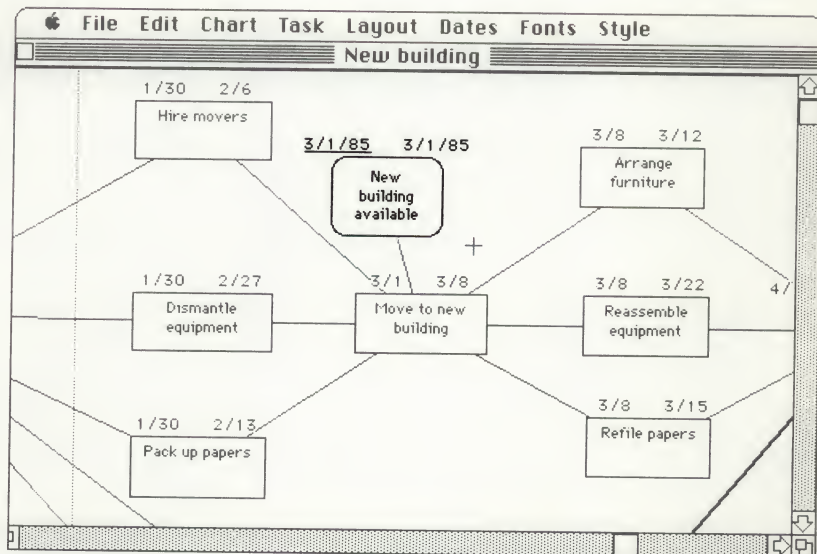 File Edit Chart Task Layout Dates Fonts Style
New building
1/30 2/6
Hire movers
3/1/85 3/1/85
New
building
available
3/8 3/12
Arrange
furniture
1/30 2/27
Dismantle
equipment
3/1 3/8
Move to new
building
3/8 3/22
Reassemble
equipment
4/
1/30 2/13
Pack up papers
3/8 3/15
Refile papers